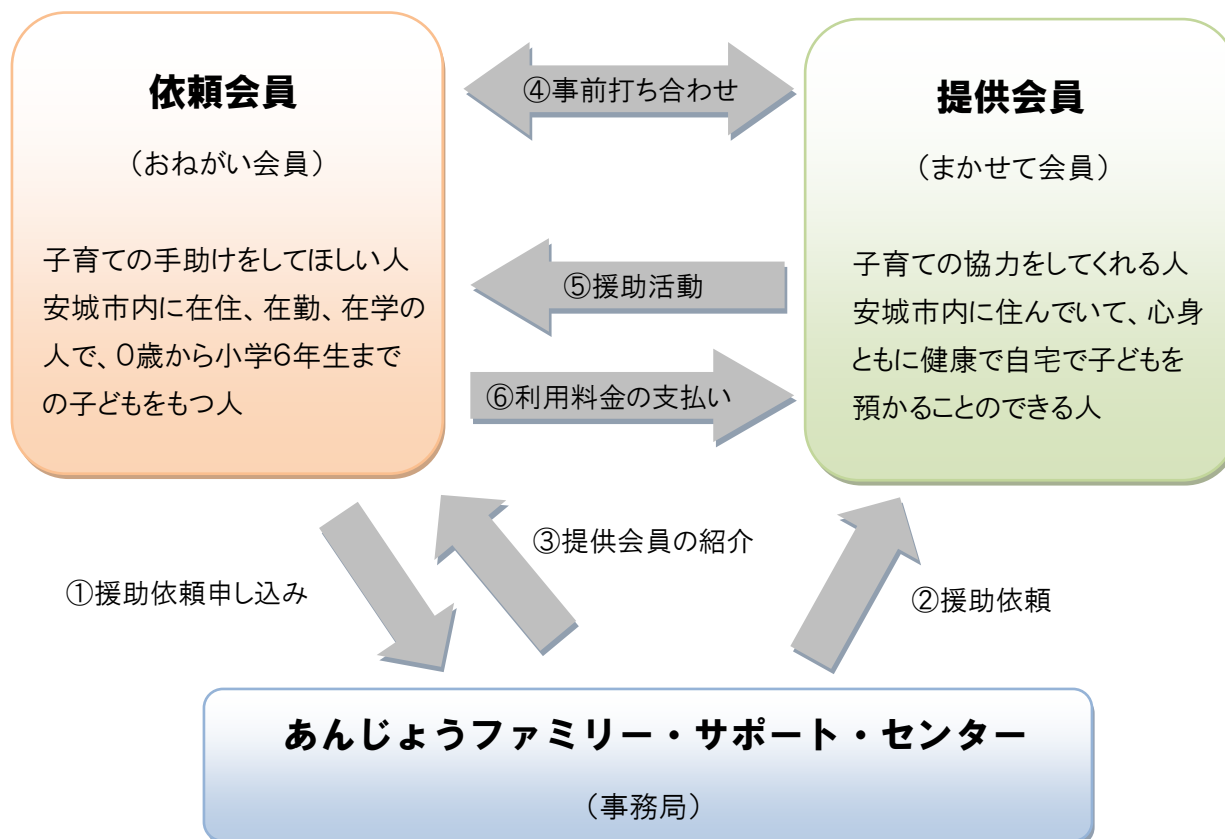 依頼会員
（おねがい会員）
子育ての手助けをしてほしい人
安城市内に在住、在勤、在学の
人で、0歳から小学6年生まで
の子どもをもつ人
④事前打ち合わせ
⑤援助活動
⑥利用料金の支払い
提供会員
（まかせて会員）
子育ての協力をしてくれる人
安城市内に住んでいて、心身
ともに健康で自宅で子どもを
預かることのできる人
①援助依頼申し込み
③提供会員の紹介
②援助依頼
あんじょうファミリー・サポート・センター
（事務局）